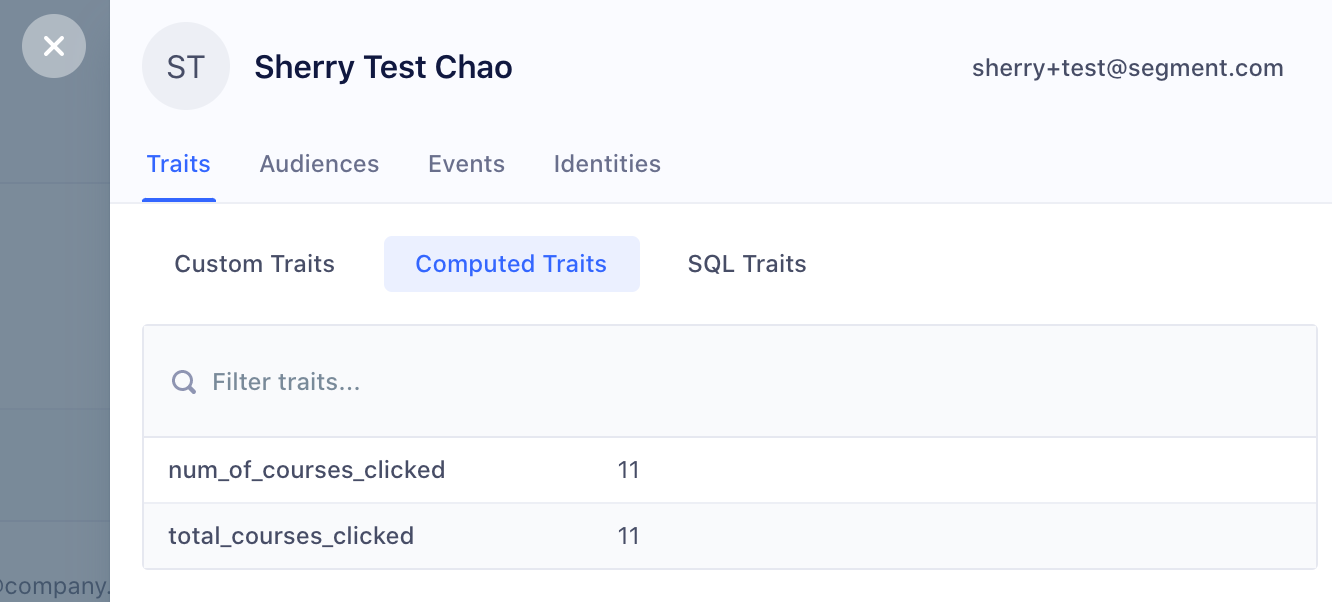 ST
Sherry Test Chao
sherry+test@segment.com
Traits Audiences Events Identities
Custom Traits Computed Traits SQL Traits
Filter traits...
num_of_courses_clicked 11
total_courses_clicked 11
@company.